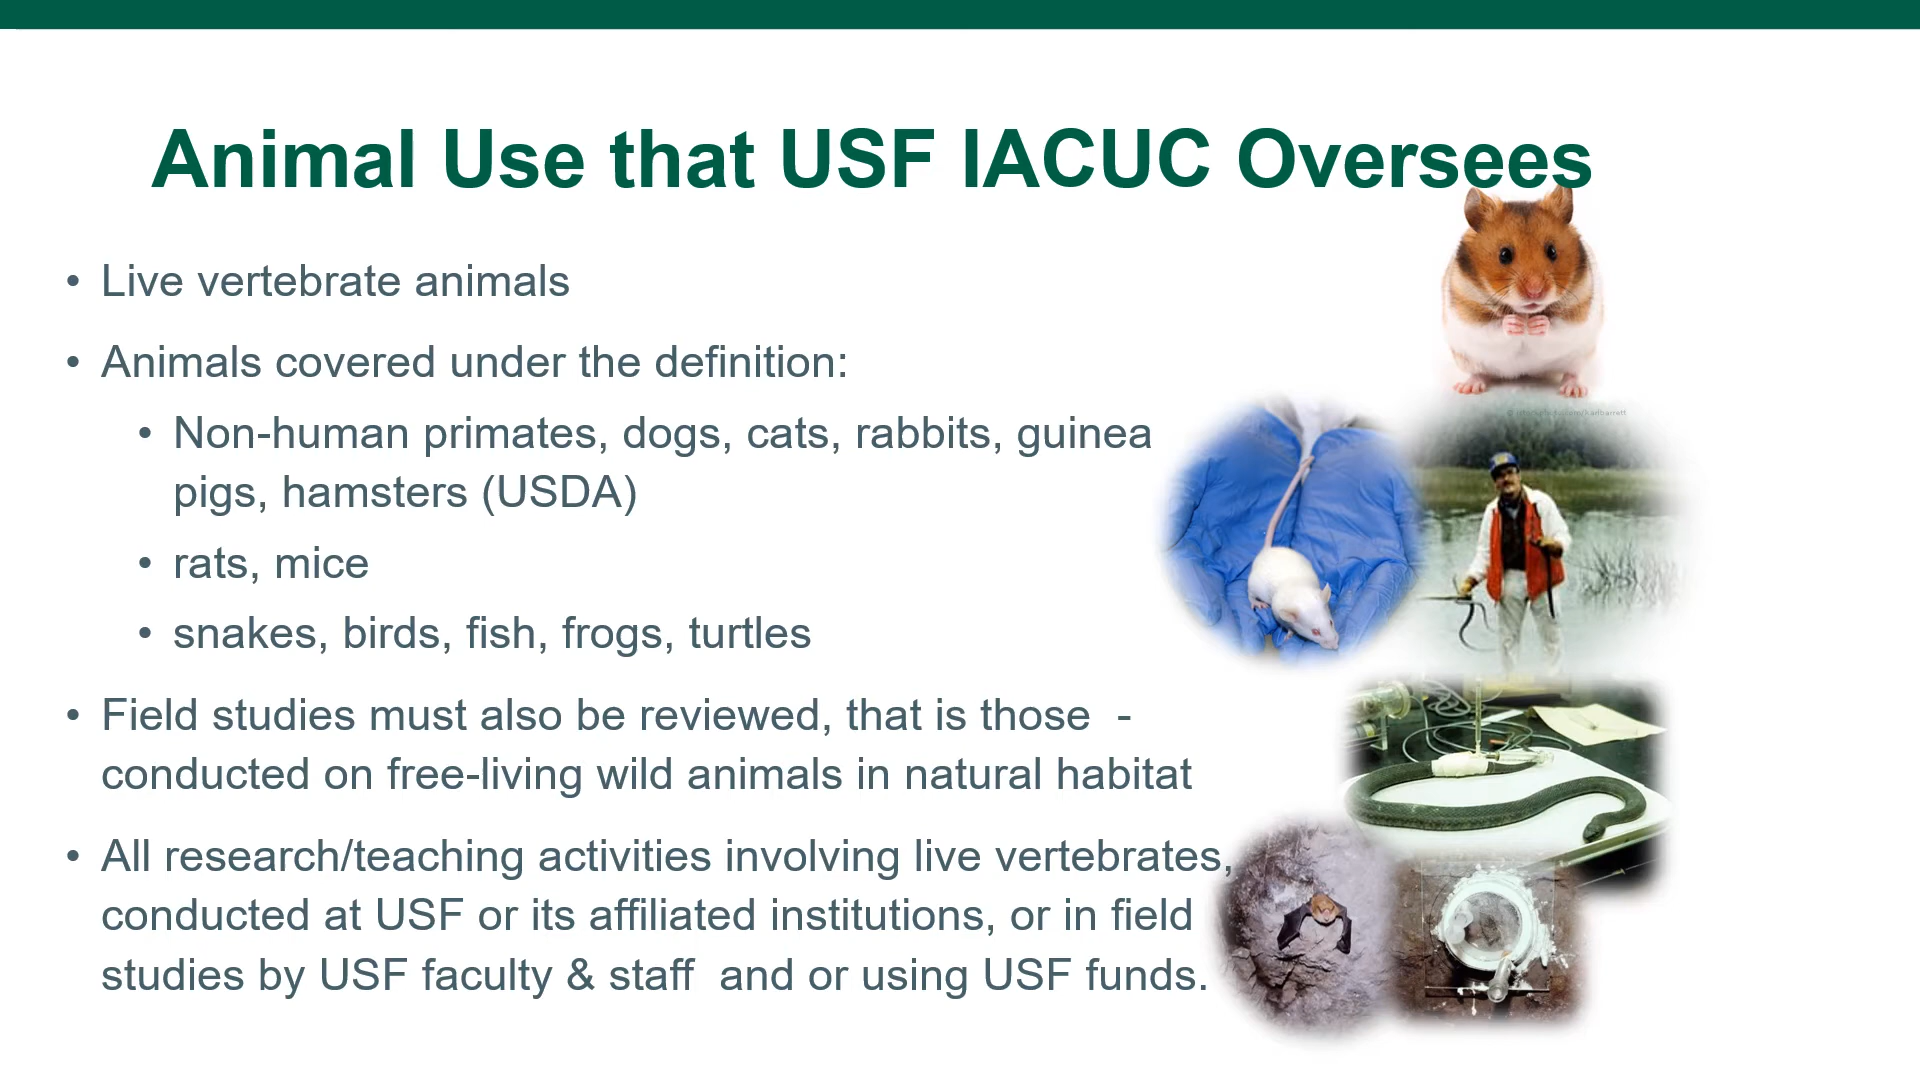 Animal Use that USF IACUC Oversees
• Live vertebrate animals
• Animals covered under the definition:
• Non-human primates, dogs, cats, rabbits, guinea
pigs, hamsters (USDA)
• rats, mice
• snakes, birds, fish, frogs, turtles
• Field studies must also be reviewed, that is those  -
conducted on free-living wild animals in natural habitat
• All research/teaching activities involving live vertebrates,
conducted at USF or its affiliated institutions, or in field
studies by USF faculty & staff  and or using USF funds.